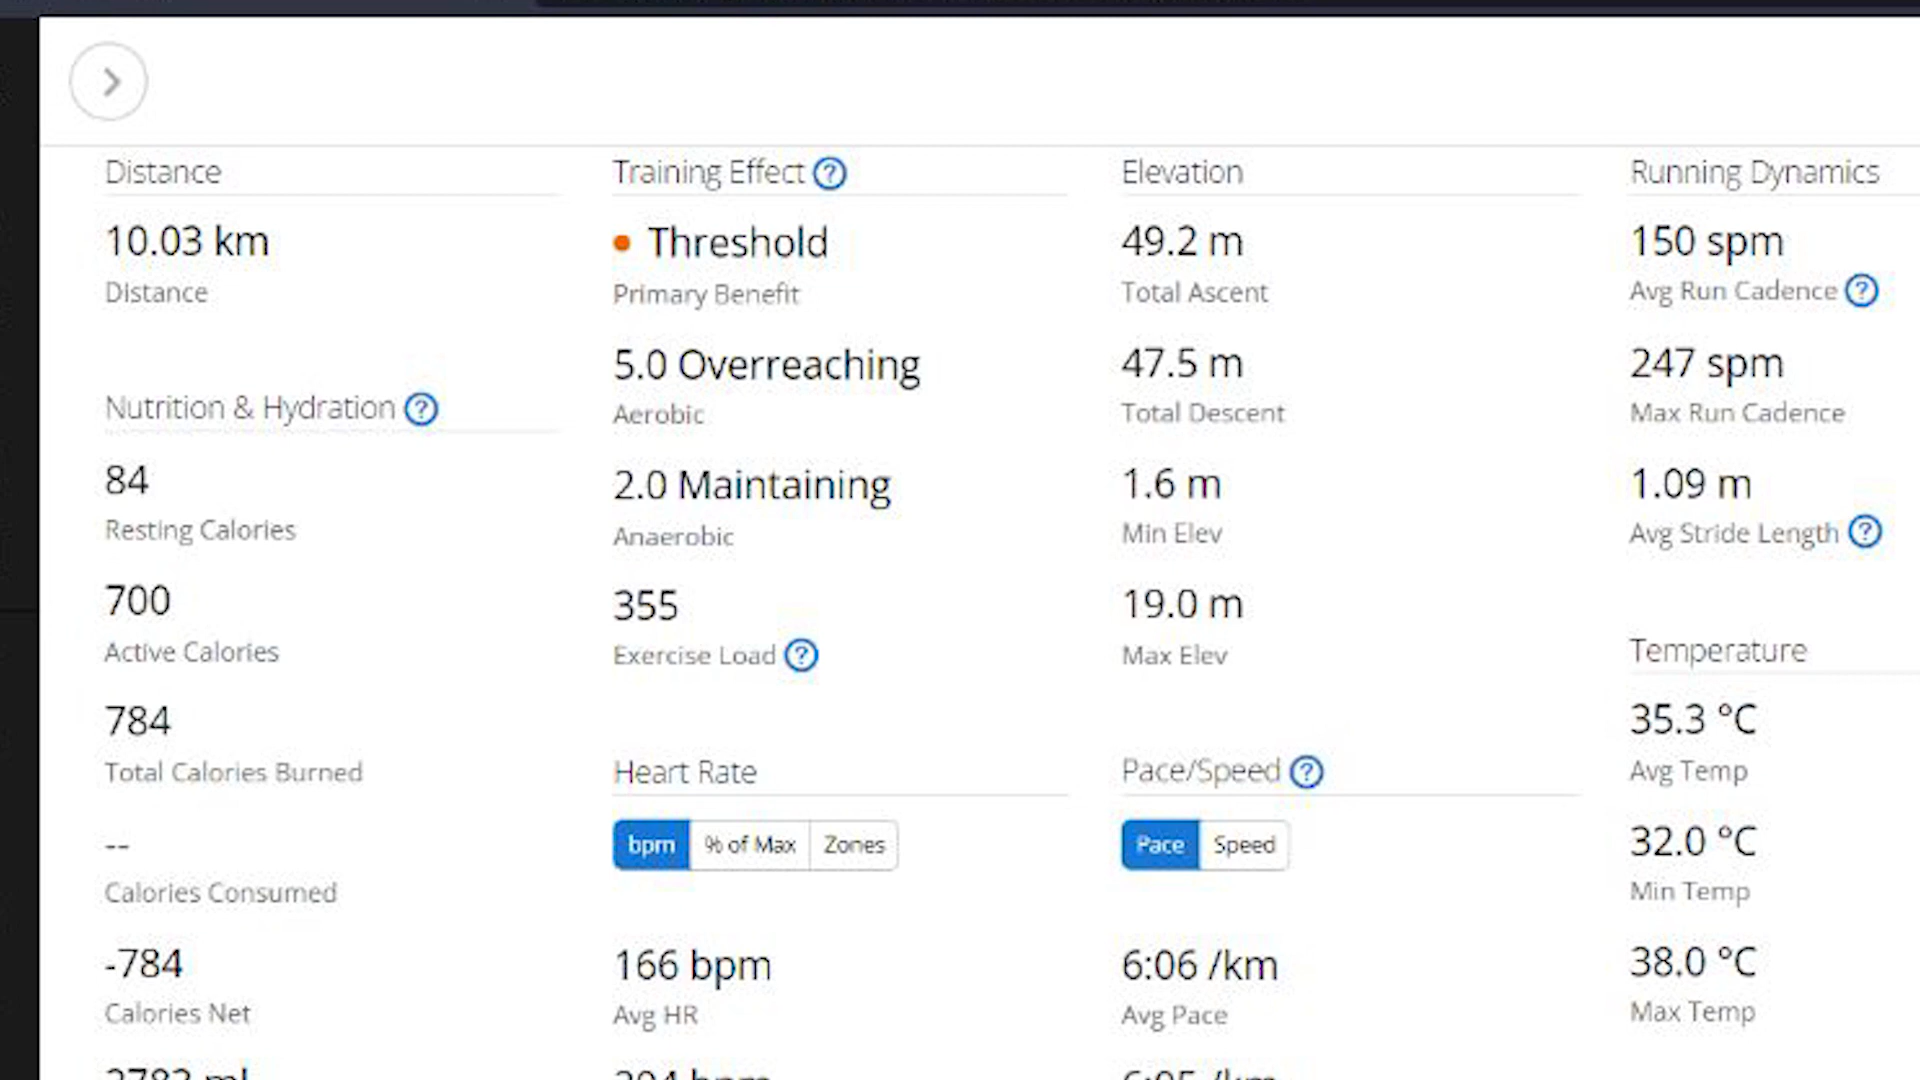 Distance
10.03 km
Distance
Nutrition & Hydration ?
84
Resting Calories
700
Active Calories
784
Total Calories Burned
--
Calories Consumed
-784
Calories Net
Training Effect ?
Threshold
Primary Benefit
5.0 Overreaching
Aerobic
2.0 Maintaining
Anaerobic
355
Exercise Load ?
Heart Rate
bpm % of Max Zones
166 bpm
Avg HR
Elevation
49.2 m
Total Ascent
47.5 m
Total Descent
1.6 m
Min Elev
19.0 m
Max Elev
Pace/Speed ?
Pace Speed
6:06 /km
Avg Pace
Running Dynamics
150 spm
Avg Run Cadence ?
247 spm
Max Run Cadence
1.09 m
Avg Stride Length ?
Temperature
35.3 °C
Avg Temp
32.0 °C
Min Temp
38.0 °C
Max Temp